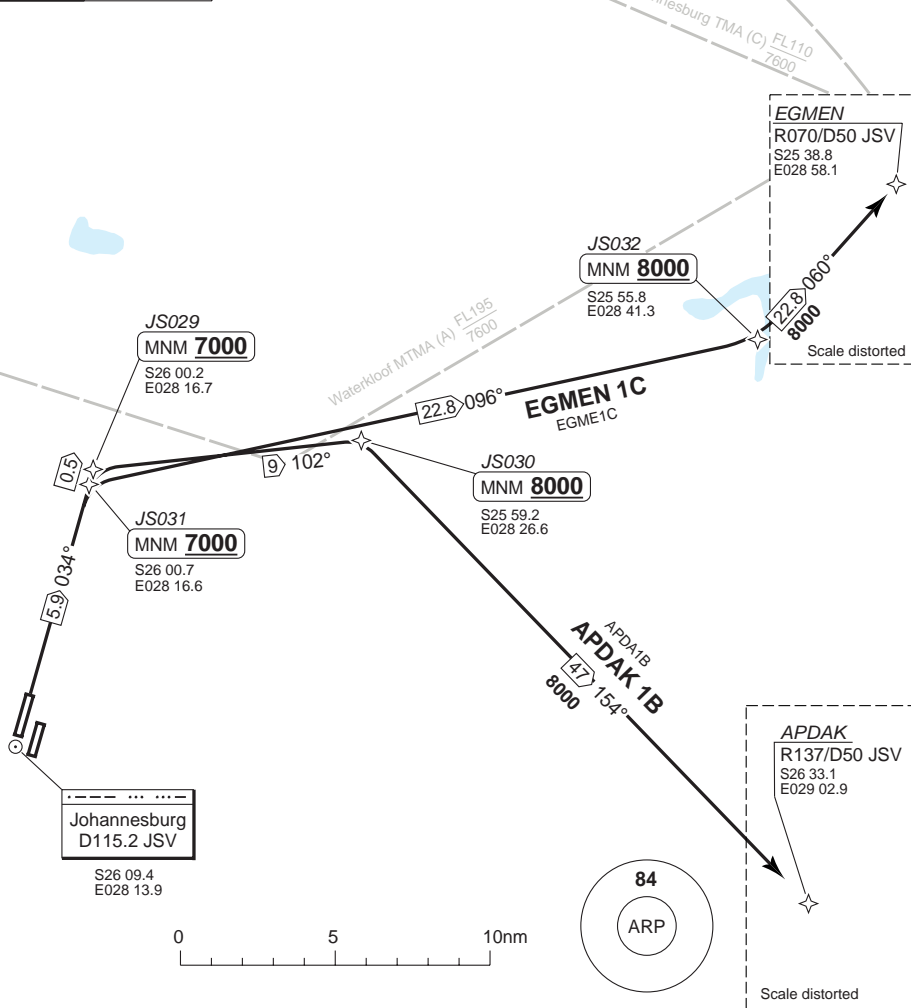 nesburg TMA (C) FL110
7600
EGMEN
R070/D50 JSV
S25 38.8
E028 58.1
JS032
MNM 8000
S25 55.8
E028 41.3
22.8 060°
8000
Scale distorted
JS029
MNM 7000
S26 00.2
E028 16.7
Waterkloof MTMA (A) FL195
7600
22.8 096°
EGMEN 1C
EGME1C
0.5
9 102°
JS030
MNM 8000
S25 59.2
E028 26.6
JS031
MNM 7000
S26 00.7
E028 16.6
5.9 034°
APDA1B
APDAK 1B
47 154°
8000
APDAK
R137/D50 JSV
S26 33.1
E029 02.9
Johannesburg
D115.2 JSV
S26 09.4
E028 13.9
84
ARP
0 5 10nm
Scale distorted